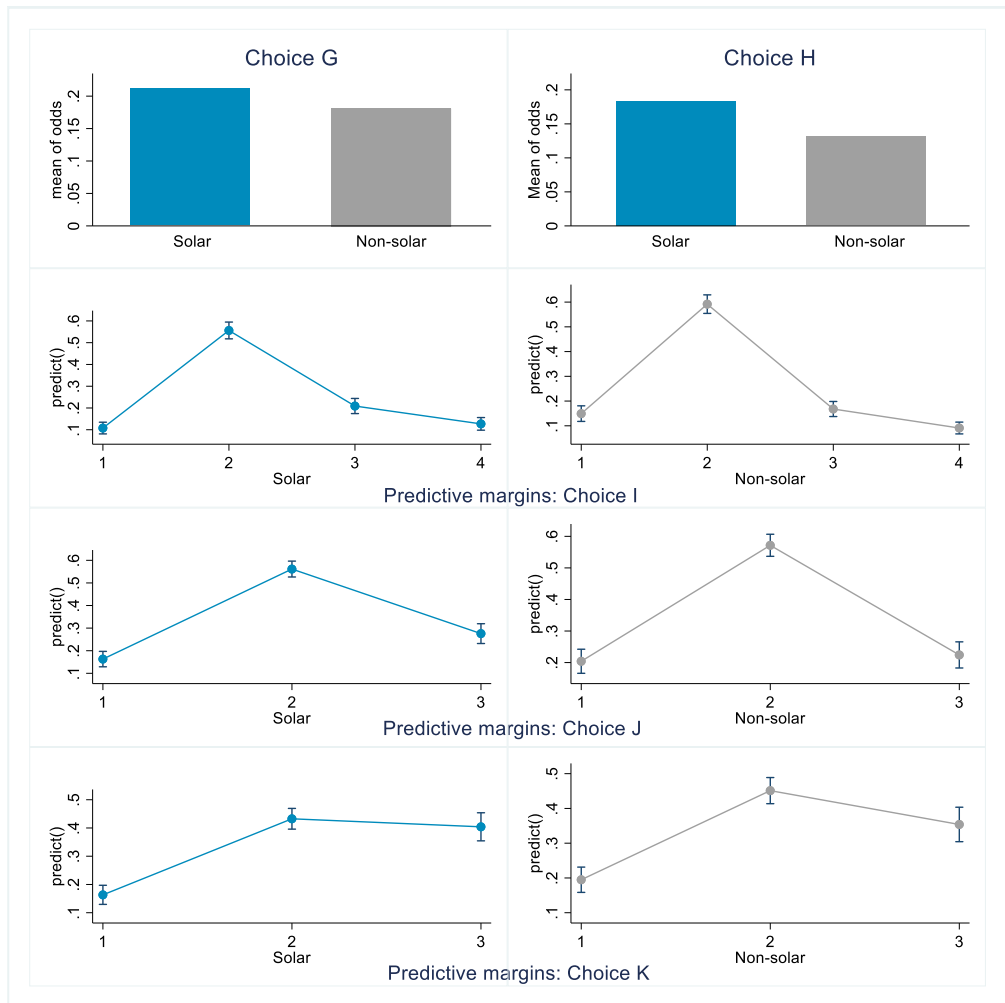 Choice G
mean of odds
.2
.15
.1
.05
0
Solar
Non-solar
Choice H
Mean of odds
.2
.15
.1
.05
0
Solar
Non-solar
predict()
.6
.5
.4
.3
.2
.1
1 2 3 4
Solar
predict()
.6
.5
.4
.3
.2
.1
1 2 3 4
Non-solar
Predictive margins: Choice I
predict()
.6
.5
.4
.3
.2
.1
1 2 3
Solar
predict()
.6
.5
.4
.3
.2
1 2 3
Non-solar
Predictive margins: Choice J
predict()
.5
.4
.3
.2
.1
1 2 3
Solar
predict()
.5
.4
.3
.2
.1
1 2 3
Non-solar
Predictive margins: Choice K